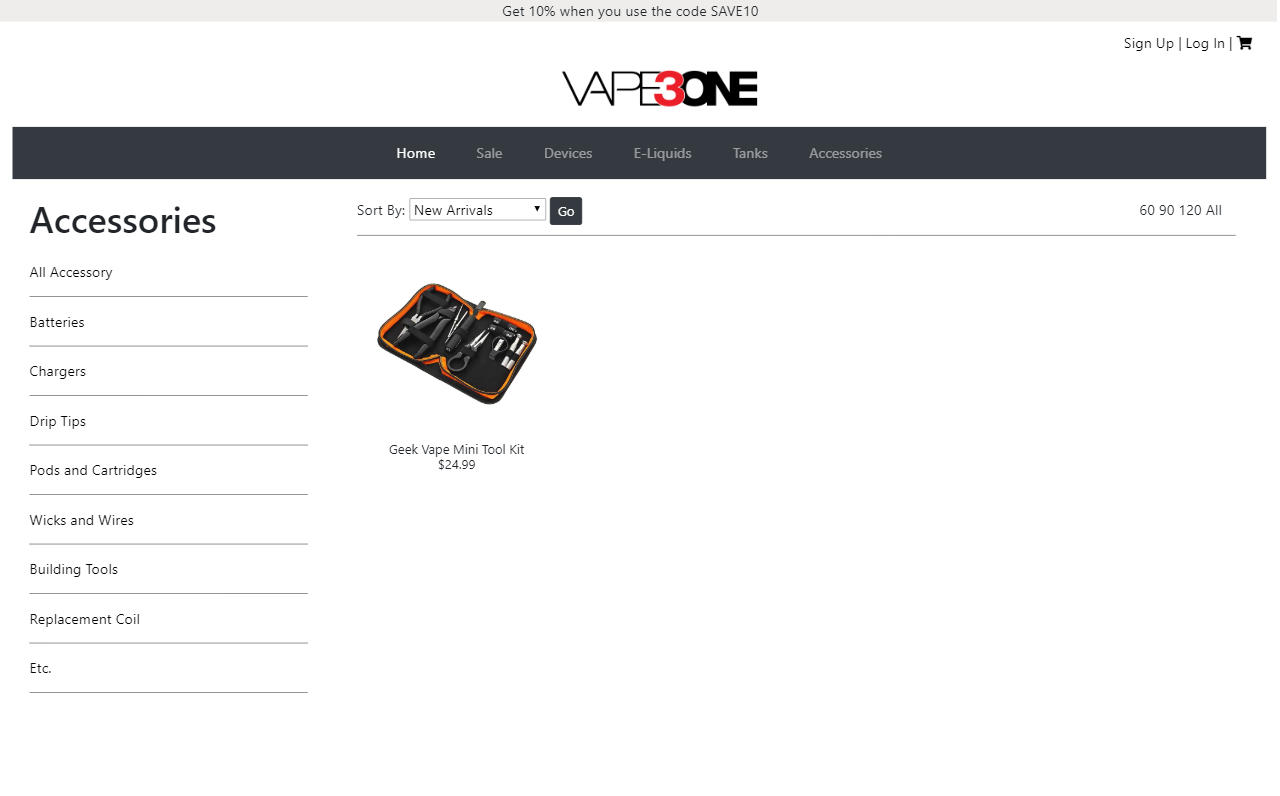 Get 10% when you use the code SAVE10
Sign Up | Log In |
VAPE3ONE
Home Sale Devices E-Liquids Tanks Accessories
Accessories
Sort By: New Arrivals Go 60 90 120 All
All Accessory
Batteries
Chargers
Drip Tips
Pods and Cartridges
Wicks and Wires
Building Tools
Replacement Coil
Etc.
Geek Vape Mini Tool Kit
$24.99